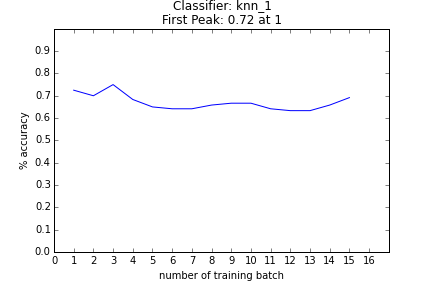 Classifier: knn_1
First Peak: 0.72 at 1
0.9
0.8
0.7
0.6
0.5
0.4
0.3
0.2
0.1
0.0
% accuracy
0 1 2 3 4 5 6 7 8 9 10 11 12 13 14 15 16
number of training batch